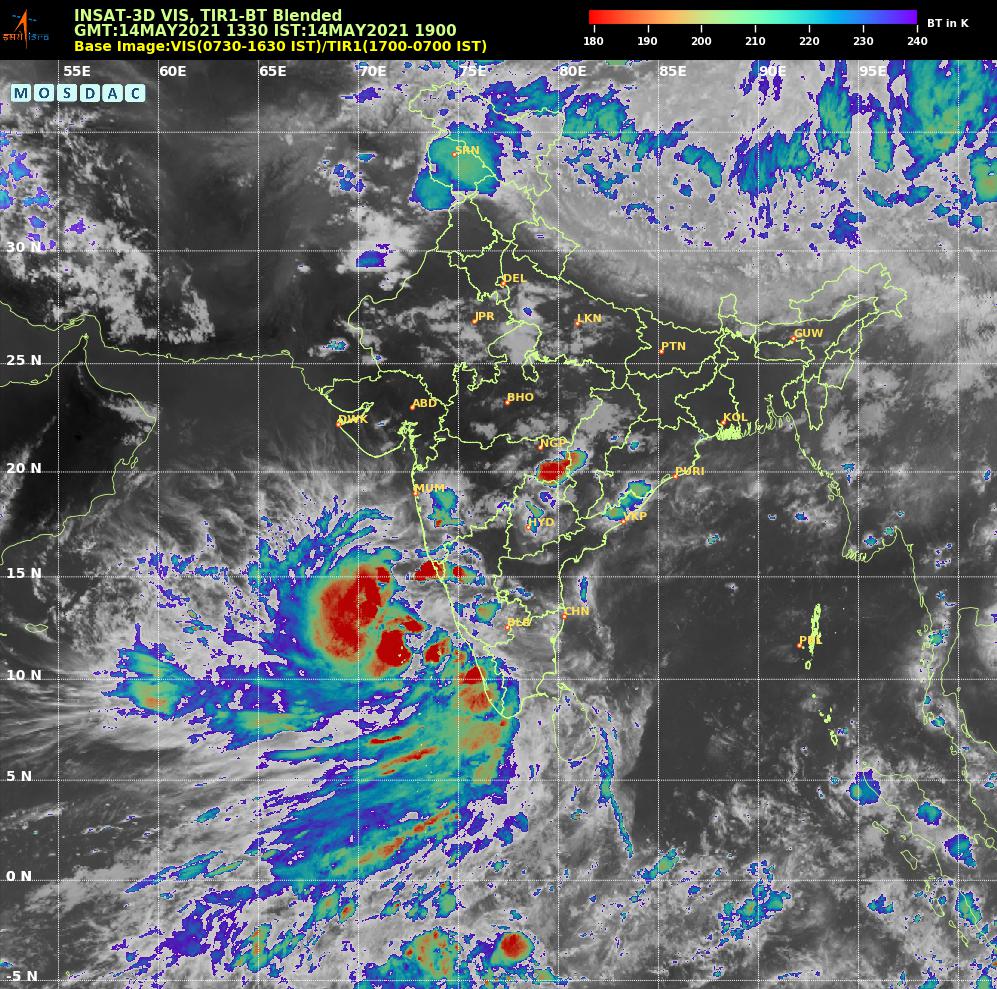 INSAT-3D VIS, TIR1-BT Blended
GMT:14MAY2021 1330 IST:14MAY2021 1900
Base Image:VIS(0730-1630 IST)/TIR1(1700-0700 IST)
BT in K
180 190 200 210 220 230 240
55E 60E 65E 70E 75E 80E 85E 90E 95E
MOSDAC
SRN
30 N
DEL
JPR LKN
GUW
PTN
25 N
BHO
ABD
DWK KOL
NGP
20 N PURI
MUM
VKP
HYD
15 N
CHN
BLR
PBL
10 N
5 N
0 N
-5 N